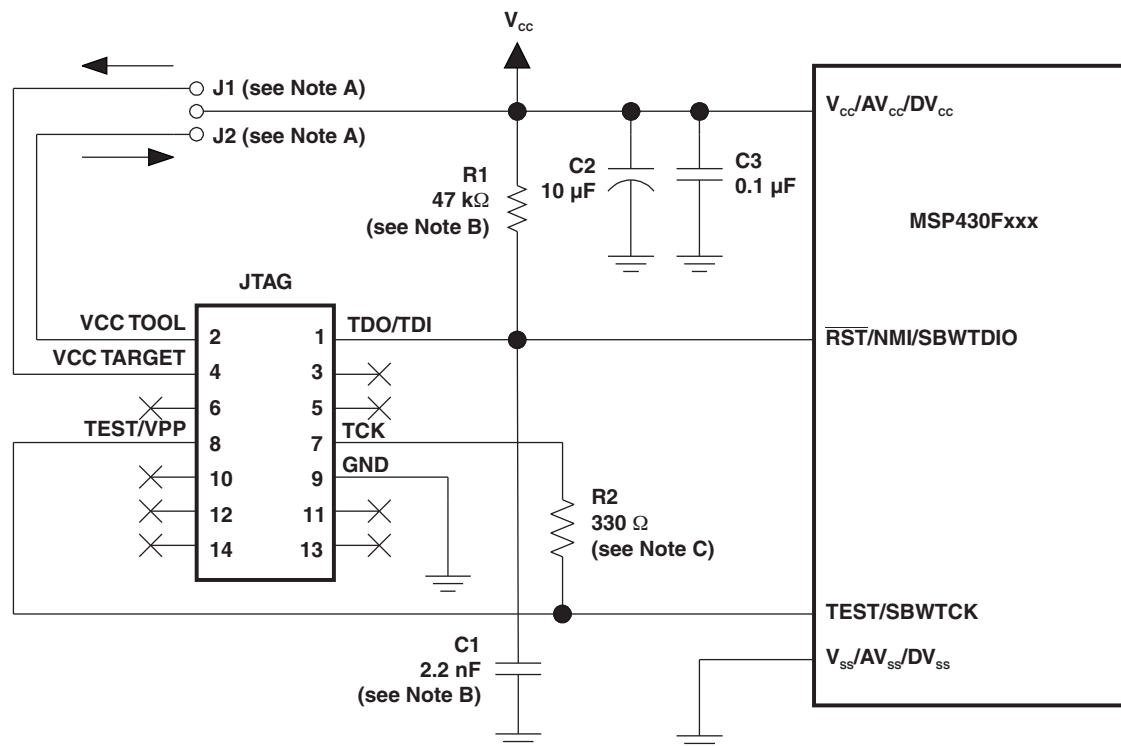 Vcc
J1 (see Note A)
J2 (see Note A)
Vcc/AVcc/DVcc
R1
47 kΩ
(see Note B)
C2
10 µF
C3
0.1 µF
MSP430Fxxx
JTAG
VCC TOOL
2
1
TDO/TDI
RST/NMI/SBWTDIO
VCC TARGET
4
3
6
5
TEST/VPP
8
7
TCK
10
9
GND
12
11
14
13
R2
330 Ω
(see Note C)
TEST/SBWTCK
C1
2.2 nF
(see Note B)
Vss/AVss/DVss